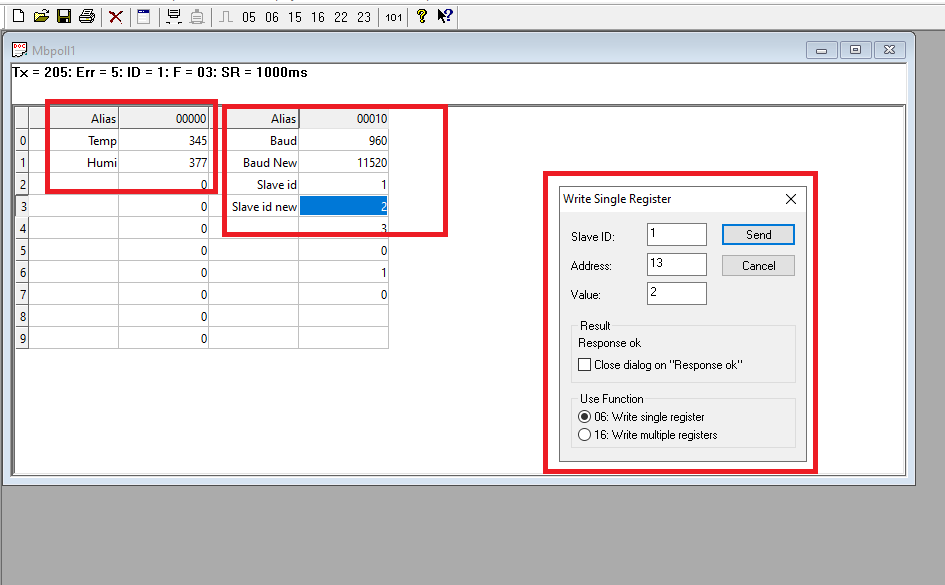 05 06 15 16 22 23 101
DOC Mbpoll1
Tx = 205: Err = 5: ID = 1: F = 03: SR = 1000ms
Alias 00000 Alias 00010
0 Temp 345 Baud 960
1 Humi 377 Baud New 11520
2 0 Slave id 1
3 0 Slave id new 2
4 0 3
5 0 0
6 0 1
7 0 0
8 0
9 0
Write Single Register
Slave ID: 1 Send
Address: 13 Cancel
Value: 2
Result
Response ok
Close dialog on "Response ok"
Use Function
06: Write single register
16: Write multiple registers